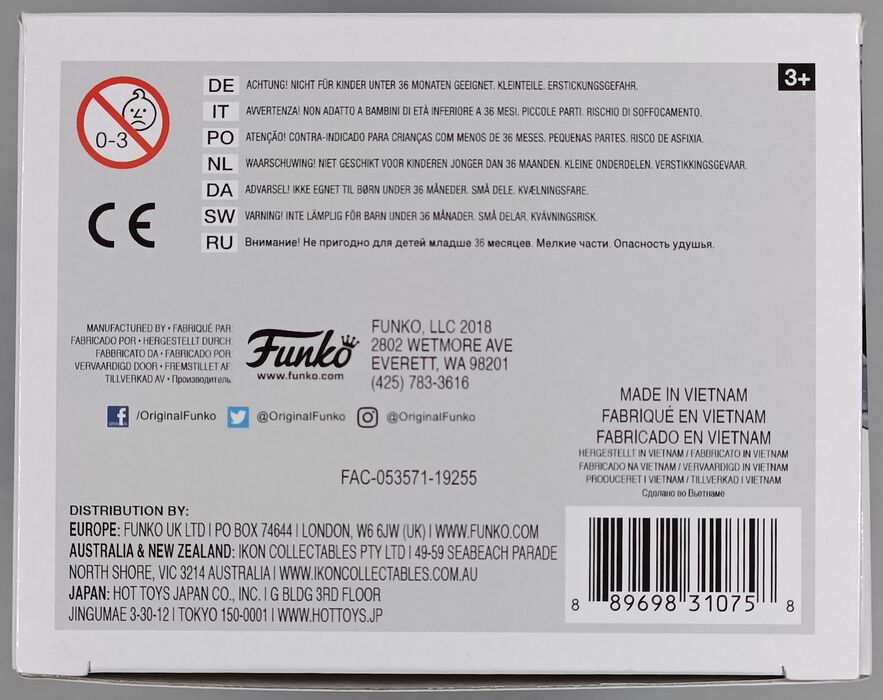 3+
0-3
DE ACHTUNG! NICHT FÜR KINDER UNTER 36 MONATEN GEEIGNET. KLEINTEILE. ERSTICKUNGSGEFAHR.
IT AVVERTENZA! NON ADATTO A BAMBINI DI ETÀ INFERIORE A 36 MESI. PICCOLE PARTI. RISCHIO DI SOFFOCAMENTO.
PO ATENÇÃO! CONTRA-INDICADO PARA CRIANÇAS COM MENOS DE 36 MESES. PEQUENAS PARTES. RISCO DE ASFIXIA.
NL WAARSCHUWING! NIET GESCHIKT VOOR KINDEREN JONGER DAN 36 MAANDEN. KLEINE ONDERDELEN. VERSTIKKINGSGEVAAR.
DA ADVARSEL! IKKE EGNET TIL BØRN UNDER 36 MÅNEDER. SMÅ DELE. KVÆLNINGSFARE.
SW VARNING! INTE LÄMPLIG FÖR BARN UNDER 36 MÅNADER. SMÅ DELAR. KVÄVNINGSRISK.
RU Внимание! Не пригодно для детей младше 36 месяцев. Мелкие части. Опасность удушья.
CE
MANUFACTURED BY • FABRIQUÉ PAR:
FABRICADO POR • HERGESTELLT DURCH:
FABBRICATO DA • FABRICADO POR:
VERVAARDIGD DOOR • FREMSTILLET AF:
TILLVERKAD AV • Производитель:
Funko
www.funko.com
FUNKO, LLC 2018
2802 WETMORE AVE
EVERETT, WA 98201
(425) 783-3616
/OriginalFunko @OriginalFunko @OriginalFunko
FAC-053571-19255
MADE IN VIETNAM
FABRIQUÉ EN VIETNAM
FABRICADO EN VIETNAM
HERGESTELLT IN VIETNAM / FABBRICATO IN VIETNAM
FABRICADO NA VIETNAM / VERVAARDIGD IN VIETNAM
PRODUCERET I VIETNAM / TILLVERKAD I VIETNAM
Сделано во Вьетнаме
DISTRIBUTION BY:
EUROPE: FUNKO UK LTD | PO BOX 74644 | LONDON, W6 6JW (UK) | WWW.FUNKO.COM
AUSTRALIA & NEW ZEALAND: IKON COLLECTABLES PTY LTD | 49-59 SEABEACH PARADE
NORTH SHORE, VIC 3214 AUSTRALIA | WWW.IKONCOLLECTABLES.COM.AU
JAPAN: HOT TOYS JAPAN CO., INC. | G BLDG 3RD FLOOR
JINGUMAE 3-30-12 | TOKYO 150-0001 | WWW.HOTTOYS.JP
8 89698 31075 8